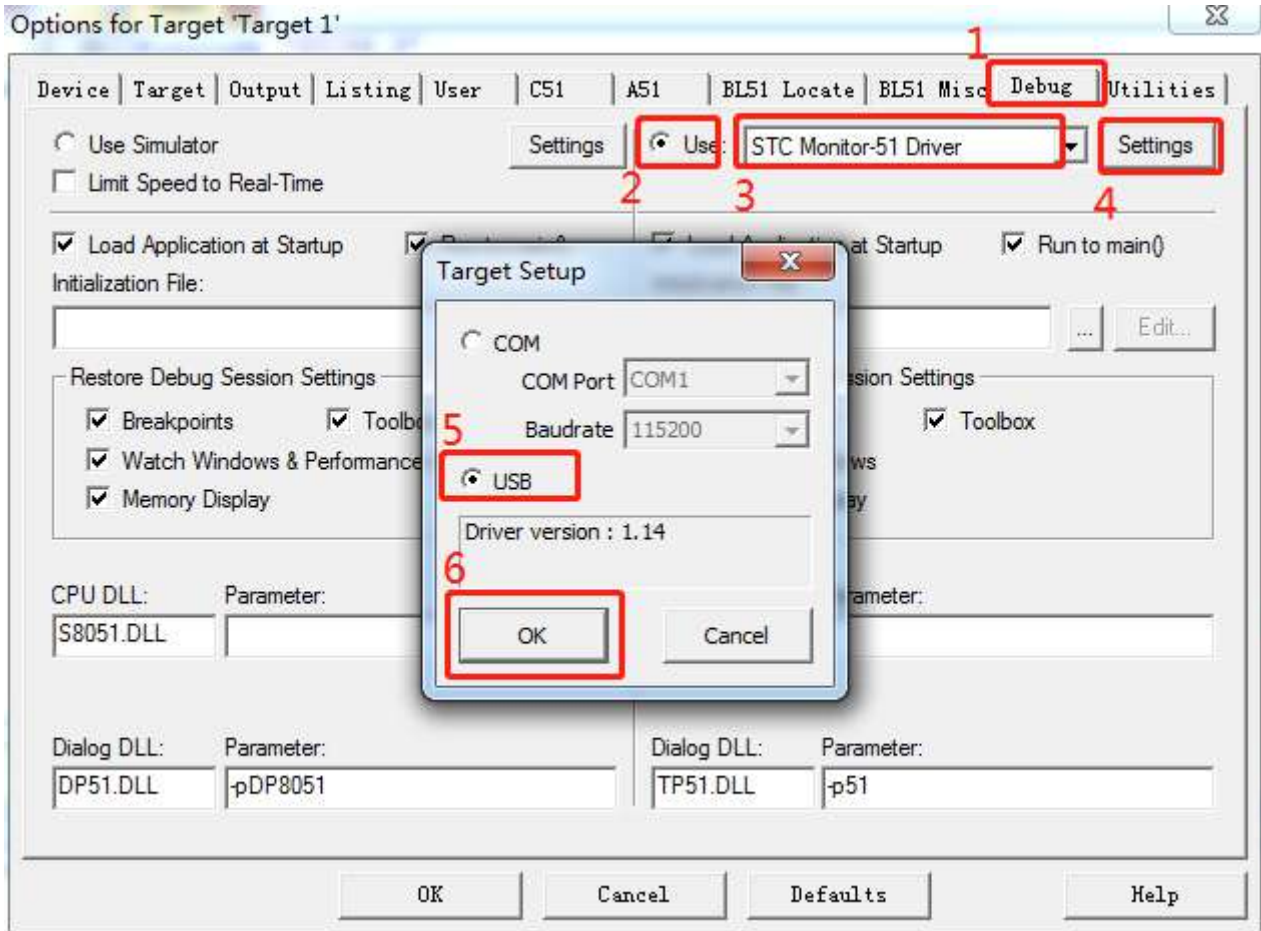 Options for Target 'Target 1'
1
Device Target Output Listing User C51 A51 BL51 Locate BL51 Misc Debug Utilities
Use Simulator Settings Use: STC Monitor-51 Driver Settings
Limit Speed to Real-Time
2 3 4
Load Application at Startup at Startup Run to main()
Initialization File:
... Edit...
Target Setup
COM
COM Port COM1
Baudrate 115200
5
USB
Driver version : 1.14
6
OK Cancel
Restore Debug Session Settings Settings
Breakpoints Toolbox
Watch Windows & Performance
Memory Display
CPU DLL: Parameter:
S8051.DLL
Dialog DLL: Parameter: Dialog DLL: Parameter:
DP51.DLL -pDP8051 TP51.DLL -p51
OK Cancel Defaults Help